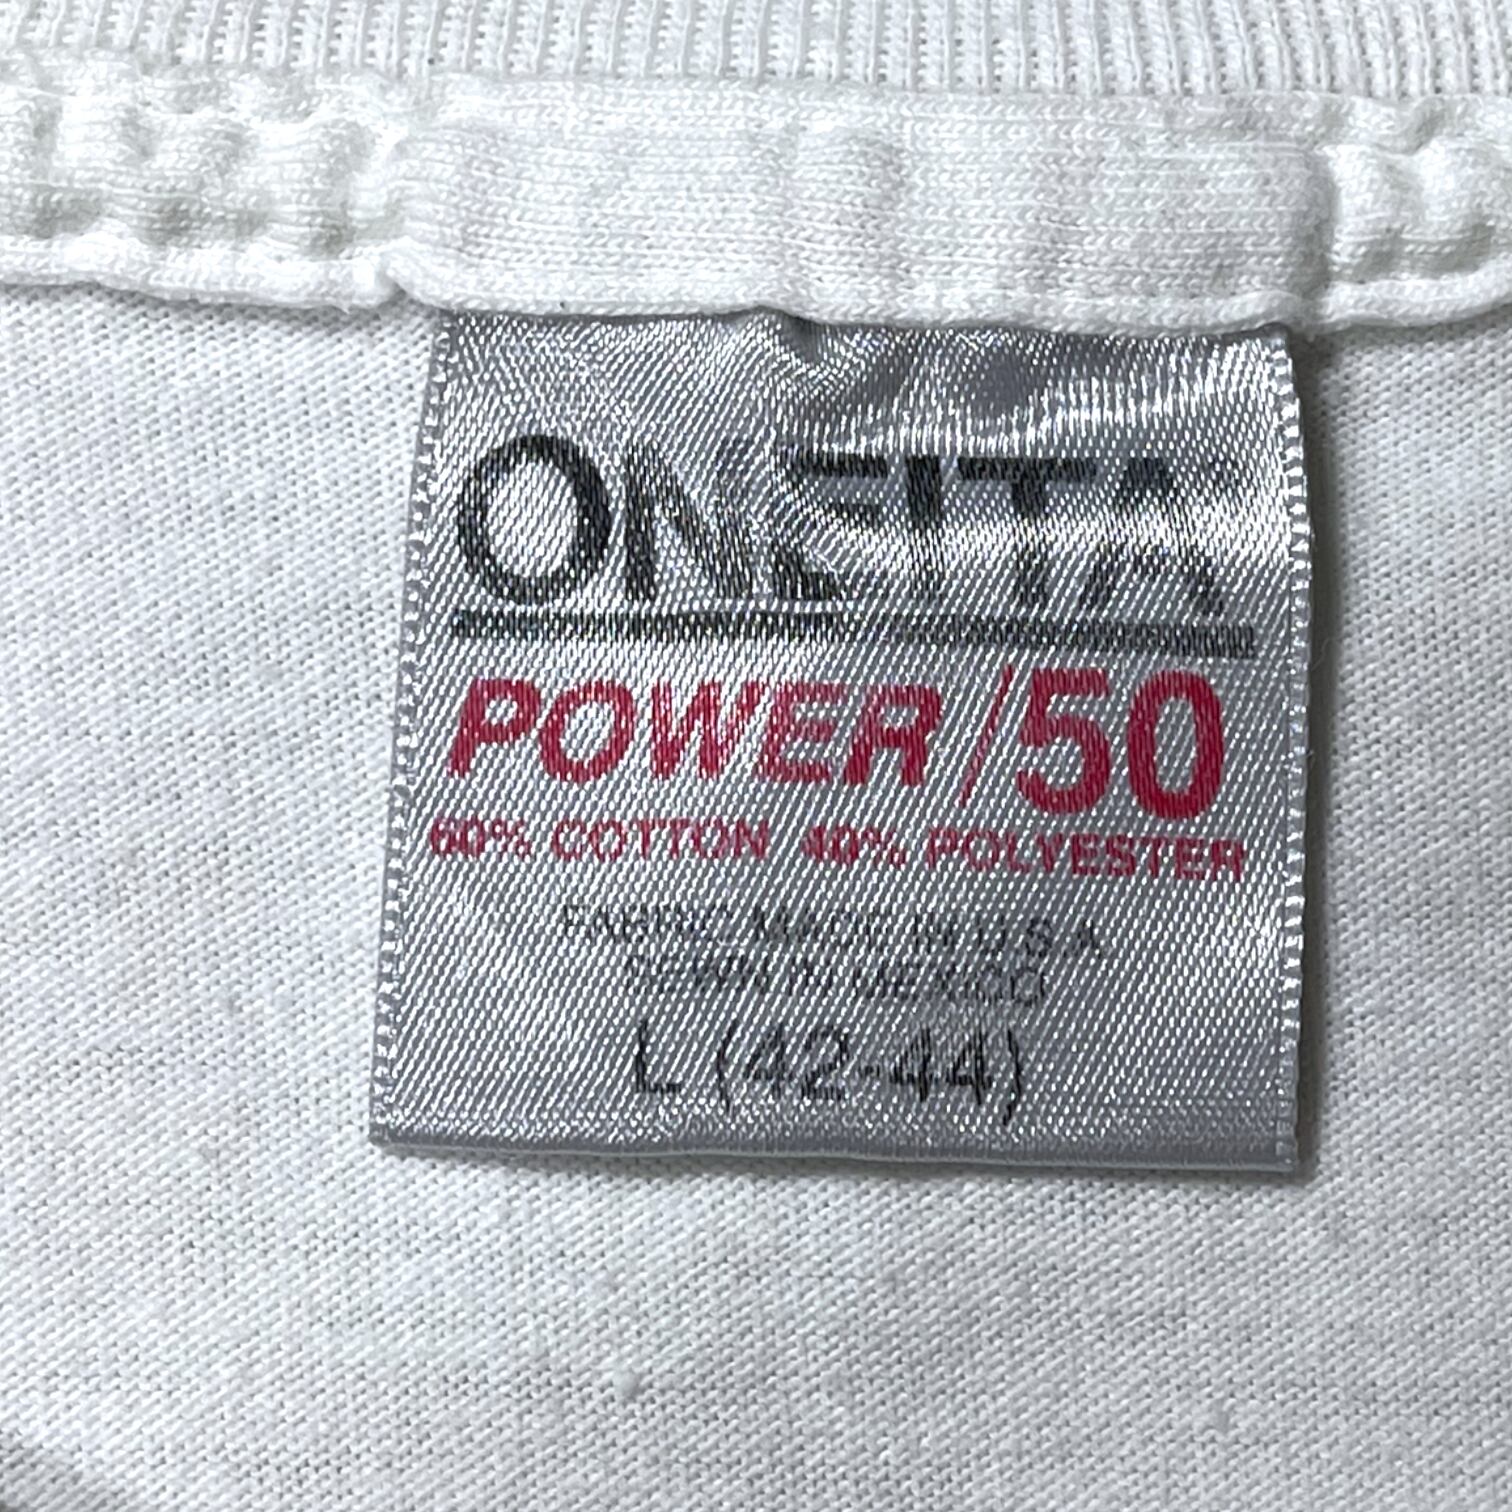 ONEITA
POWER/50
60% COTTON 40% POLYESTER
FABRIC MADE IN U.S.A.
SEWN IN MEXICO
L (42-44)